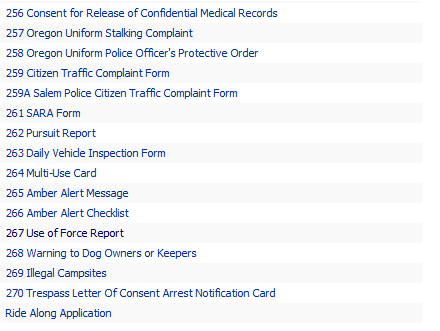 256 Consent for Release of Confidential Medical Records
257 Oregon Uniform Stalking Complaint
258 Oregon Uniform Police Officer's Protective Order
259 Citizen Traffic Complaint Form
259A Salem Police Citizen Traffic Complaint Form
261 SARA Form
262 Pursuit Report
263 Daily Vehicle Inspection Form
264 Multi-Use Card
265 Amber Alert Message
266 Amber Alert Checklist
267 Use of Force Report
268 Warning to Dog Owners or Keepers
269 Illegal Campsites
270 Trespass Letter Of Consent Arrest Notification Card
Ride Along Application